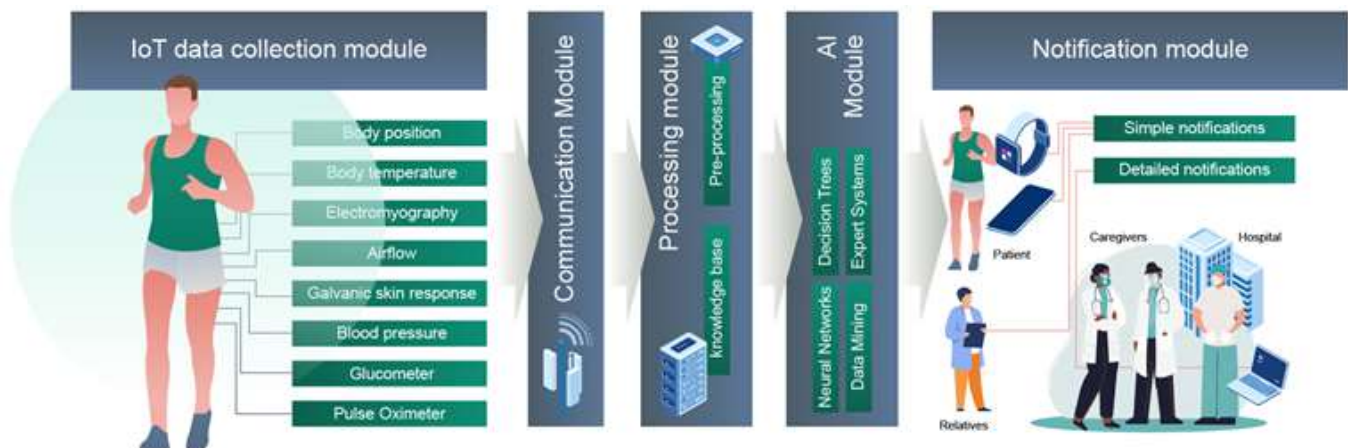 IoT data collection module
Body position
Body temperature
Electromyography
Airflow
Galvanic skin response
Blood pressure
Glucometer
Pulse Oximeter
Communication Module
Processing module
Pre-processing
knowledge base
AI
Module
Decision Trees
Expert Systems
Neural Networks
Data Mining
Notification module
Simple notifications
Detailed notifications
Patient
Caregivers
Hospital
Relatives